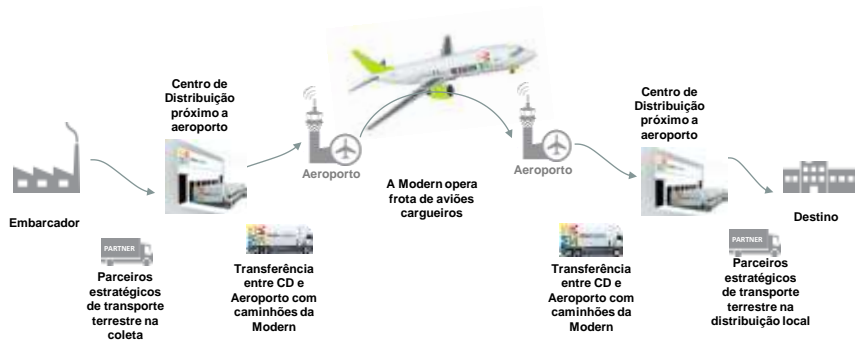 Centro de
Distribuição
próximo a
aeroporto
Aeroporto
A Modern opera
frota de aviões
cargueiros
Aeroporto
Centro de
Distribuição
próximo a
aeroporto
Embarcador
Destino
PARTNER
Parceiros
estratégicos
de transporte
terrestre na
coleta
Transferência
entre CD e
Aeroporto com
caminhões da
Modern
Transferência
entre CD e
Aeroporto com
caminhões da
Modern
PARTNER
Parceiros
estratégicos
de transporte
terrestre na
distribuição local